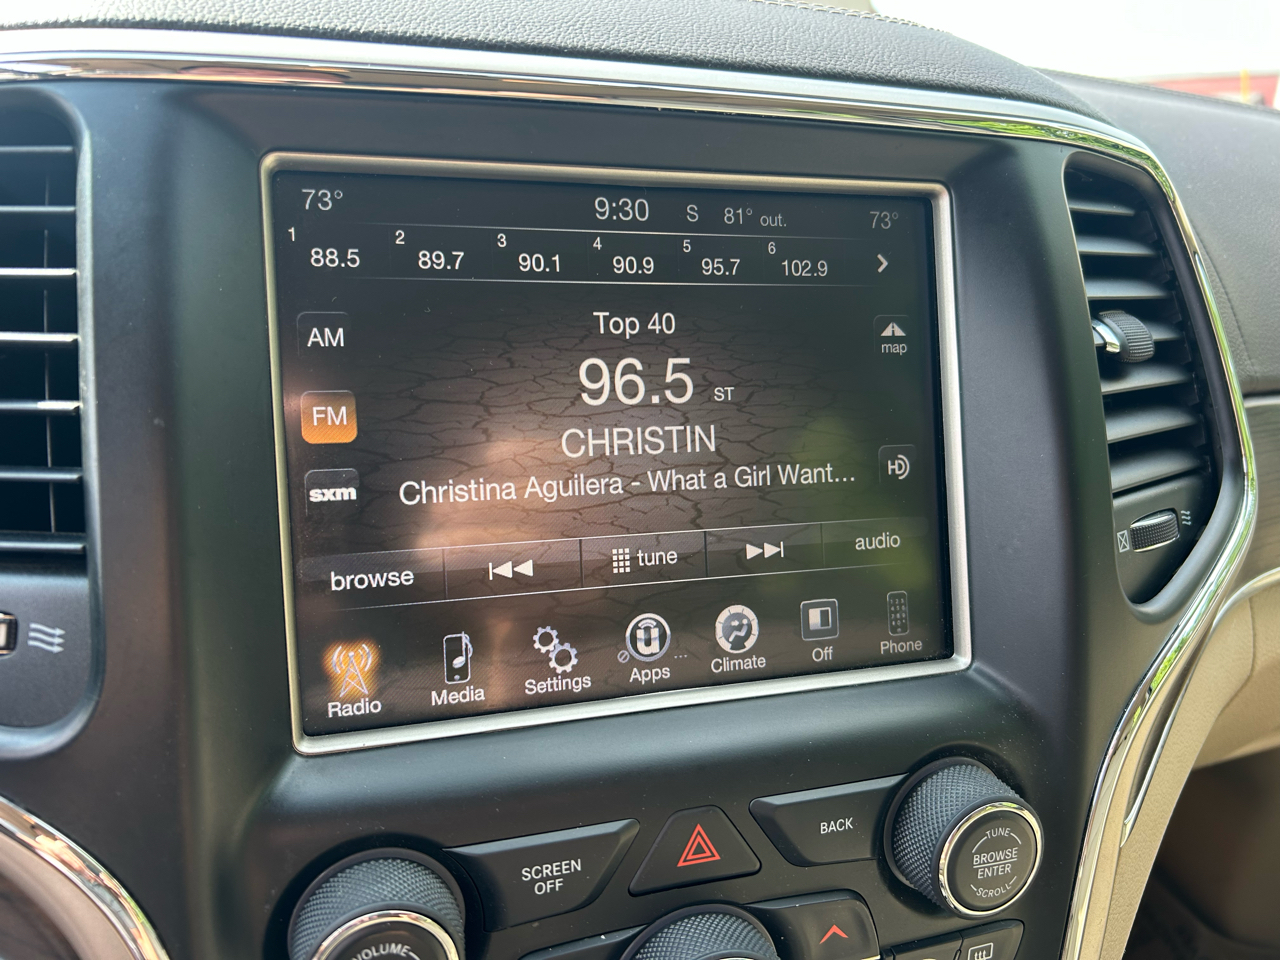 73° 9:30 S 81° out. 73°
1 88.5 2 89.7 3 90.1 4 90.9 5 95.7 6 102.9
Top 40
AM
map
96.5 ST
FM
CHRISTIN
HD
sxm
Christina Aguilera - What a Girl Want...
browse tune audio
Radio Media Settings Apps ... Climate Off Phone
SCREEN OFF
BACK
TUNE
BROWSE
ENTER
SCROLL
VOLUME